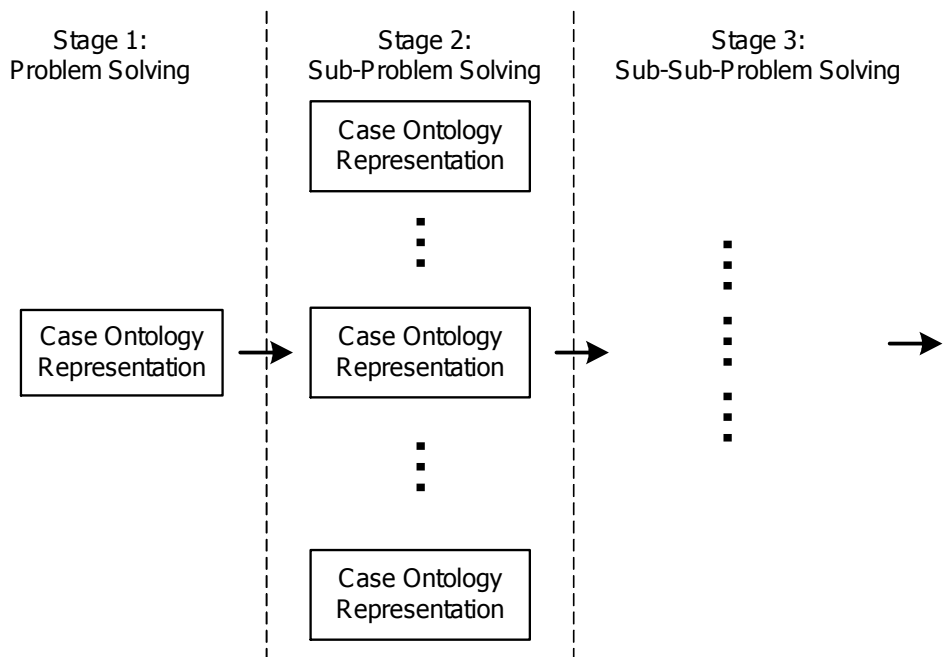 Stage 1:
Problem Solving
Stage 2:
Sub-Problem Solving
Stage 3:
Sub-Sub-Problem Solving
Case Ontology
Representation
Case Ontology
Representation
Case Ontology
Representation
Case Ontology
Representation